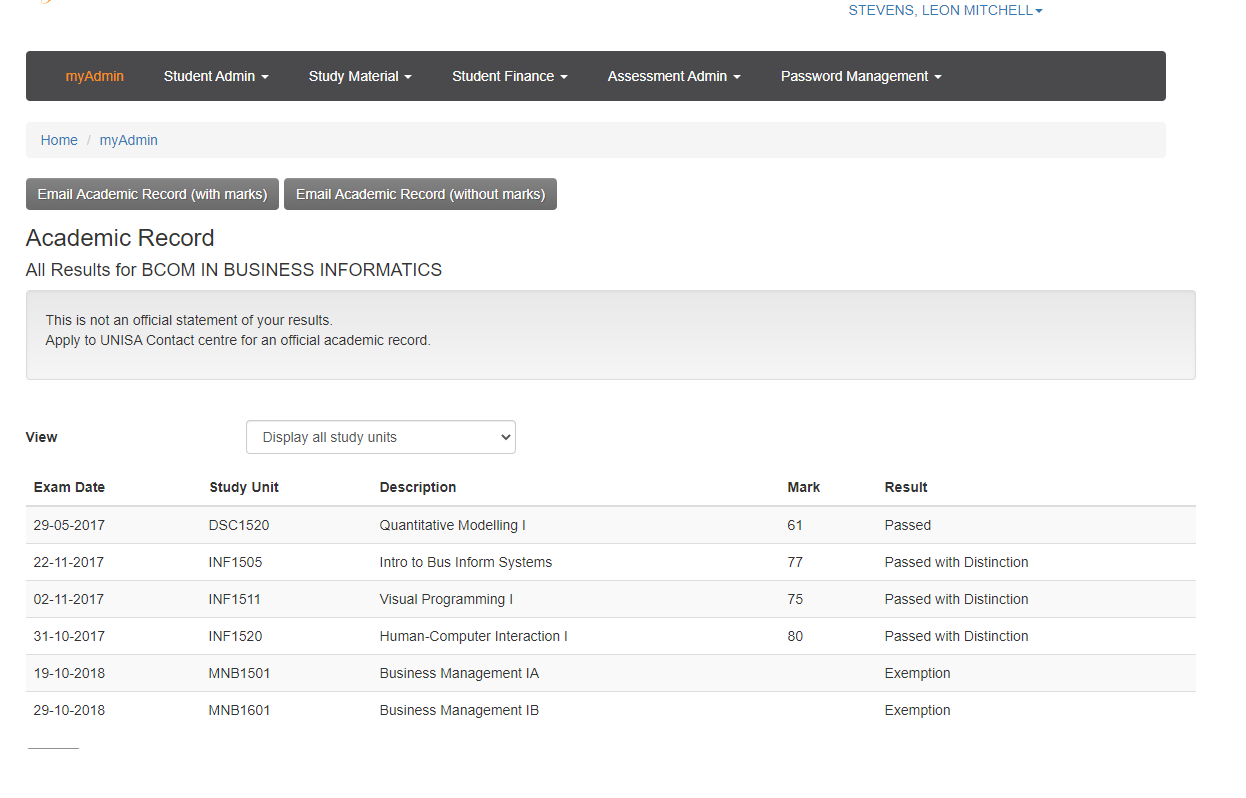 STEVENS, LEON MITCHELL
myAdmin Student Admin Study Material Student Finance Assessment Admin Password Management
Home / myAdmin
Email Academic Record (with marks) Email Academic Record (without marks)
Academic Record
All Results for BCOM IN BUSINESS INFORMATICS
This is not an official statement of your results.
Apply to UNISA Contact centre for an official academic record.
View Display all study units
Exam Date Study Unit Description Mark Result
29-05-2017 DSC1520 Quantitative Modelling I 61 Passed
22-11-2017 INF1505 Intro to Bus Inform Systems 77 Passed with Distinction
02-11-2017 INF1511 Visual Programming I 75 Passed with Distinction
31-10-2017 INF1520 Human-Computer Interaction I 80 Passed with Distinction
19-10-2018 MNB1501 Business Management IA Exemption
29-10-2018 MNB1601 Business Management IB Exemption